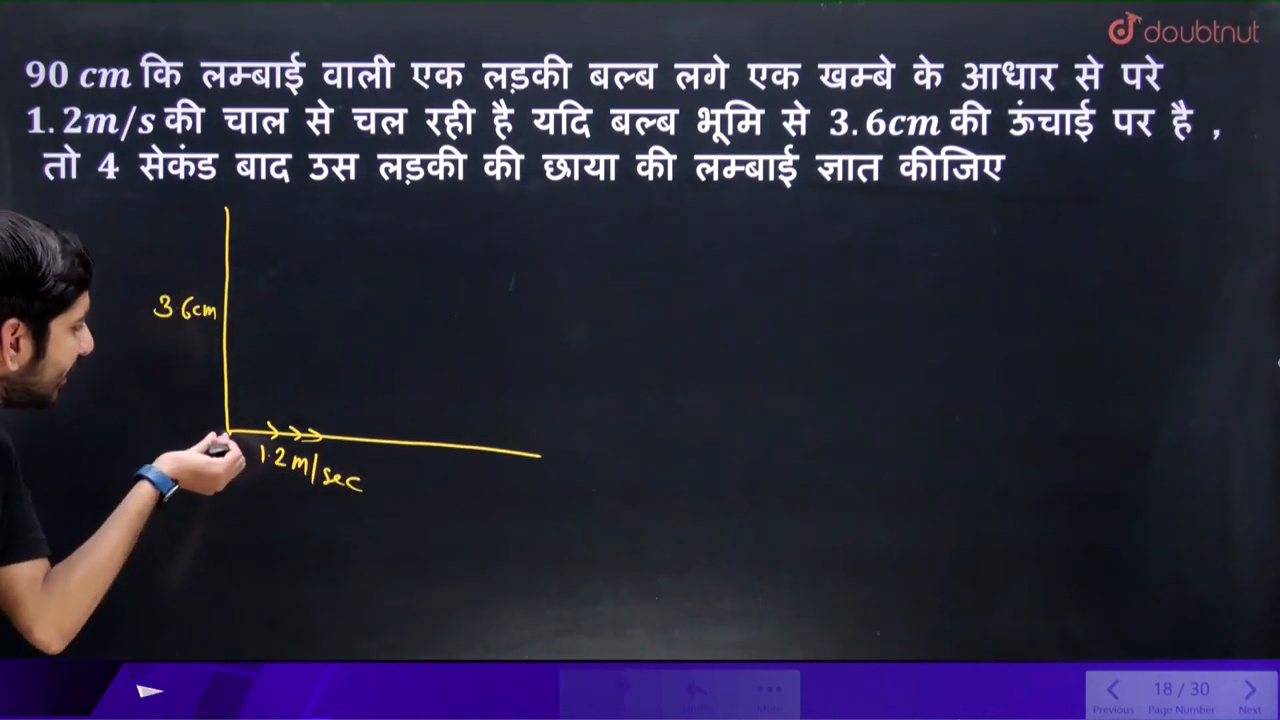 doubtnut
90 cm कि लम्बाई वाली एक लड़की बल्ब लगे एक खम्बे के आधार से परे
1.2m/s की चाल से चल रही है यदि बल्ब भूमि से 3.6cm की ऊंचाई पर है ,
तो 4 सेकंड बाद उस लड़की की छाया की लम्बाई ज्ञात कीजिए
3.6cm
1.2m/sec
18 / 30
Previous Page Number Next